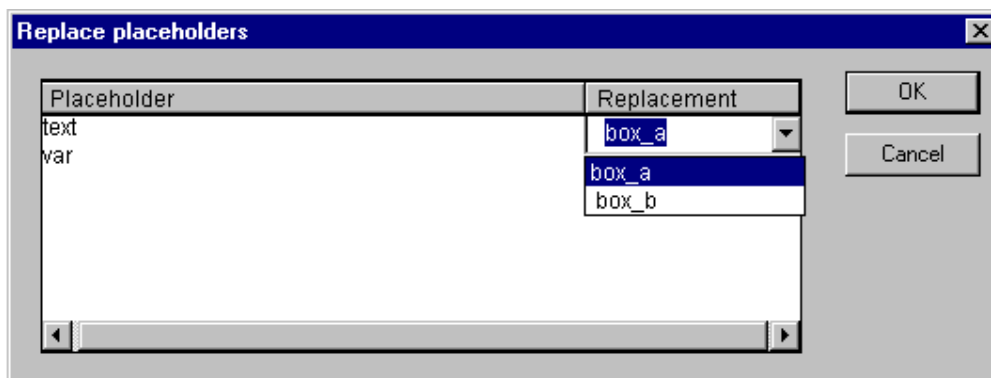 Replace placeholders
Placeholder Replacement OK
text box_a
var Cancel
box_a
box_b